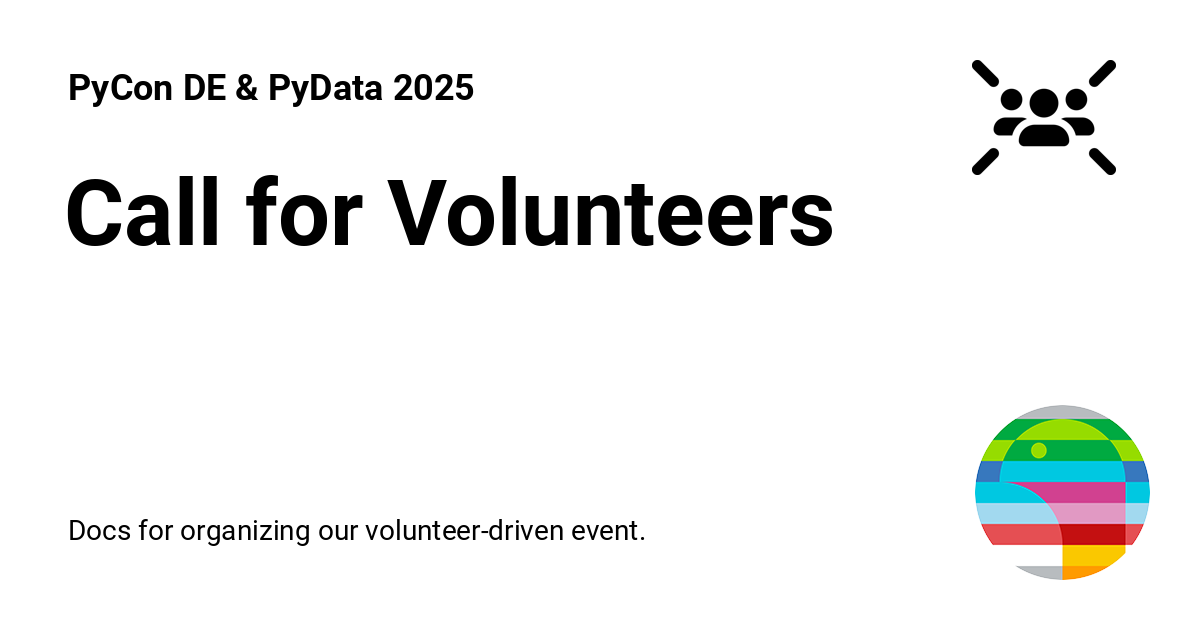 PyCon DE & PyData 2025
Call for Volunteers
Docs for organizing our volunteer-driven event.